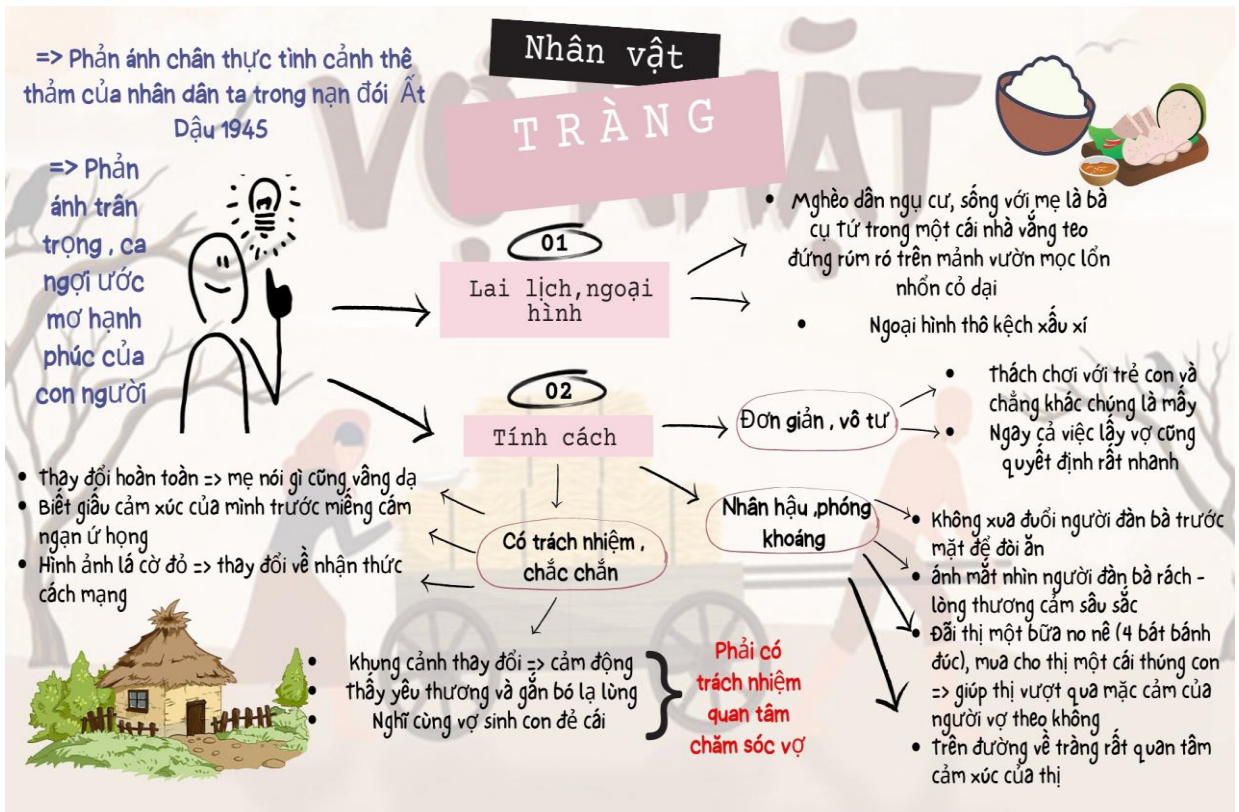 Nhân vật
TRÀNG
VỢ NHẶT
=> Phản ánh chân thực tình cảnh thê
thảm của nhân dân ta trong nạn đói Ất
Dậu 1945
=> Phản
ánh trân
trọng , ca
ngợi ước
mơ hạnh
phúc của
con người
01
Lai lịch,ngoại
hình
Mghèo dân ngụ cư, sống với mẹ là bà
cụ Tứ trong một cái nhà vắng teo
đứng rúm ró trên mảnh vườn mọc lổn
nhổn cỏ dại
Ngoại hình thô kệch xấu xí
02
Tính cách
Đơn giản , vô tư
Thách chơi với trẻ con và
chẳng khác chúng là mấy
Ngay cả việc lấy vợ cũng
quyết định rất nhanh
Nhân hậu ,phóng
khoáng
Không xua đuổi người đàn bà trước
mặt để đòi ăn
ánh mắt nhìn người đàn bà rách -
lòng thương cảm sâu sắc
Đãi thị một bữa no nê (4 bát bánh
đúc), mua cho thị một cái thúng con
=> giúp thị vượt qua mặc cảm của
người vợ theo không
Trên đường về tràng rất quan tâm
cảm xúc của thị
Có trách nhiệm ,
chắc chắn
Thay đổi hoàn toàn => mẹ nói gì cũng vâng dạ
Biết giấu cảm xúc của mình trước miếng cám
ngạn ứ họng
Hình ảnh lá cờ đỏ => thay đổi về nhận thức
cách mạng
Khung cảnh thay đổi => cảm động
Thấy yêu thương và gắn bó lạ lùng
Nghĩ cùng vợ sinh con đẻ cái
Phải có
trách nhiệm
quan tâm
chăm sóc vợ